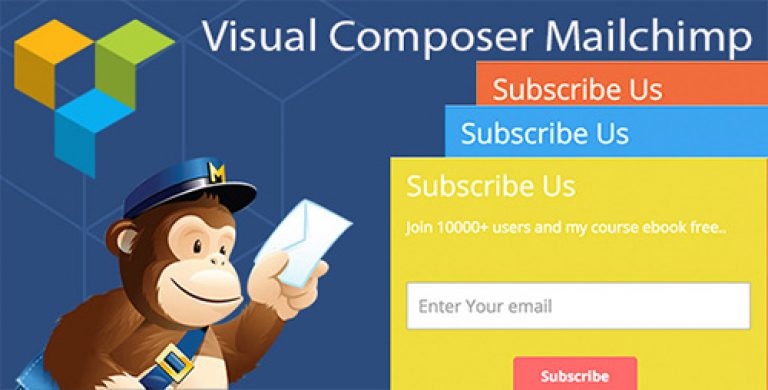 Visual Composer Mailchimp
Subscribe Us
Subscribe Us
Subscribe Us
Join 10000+ users and my course ebook free..
Enter Your email
Subscribe
M